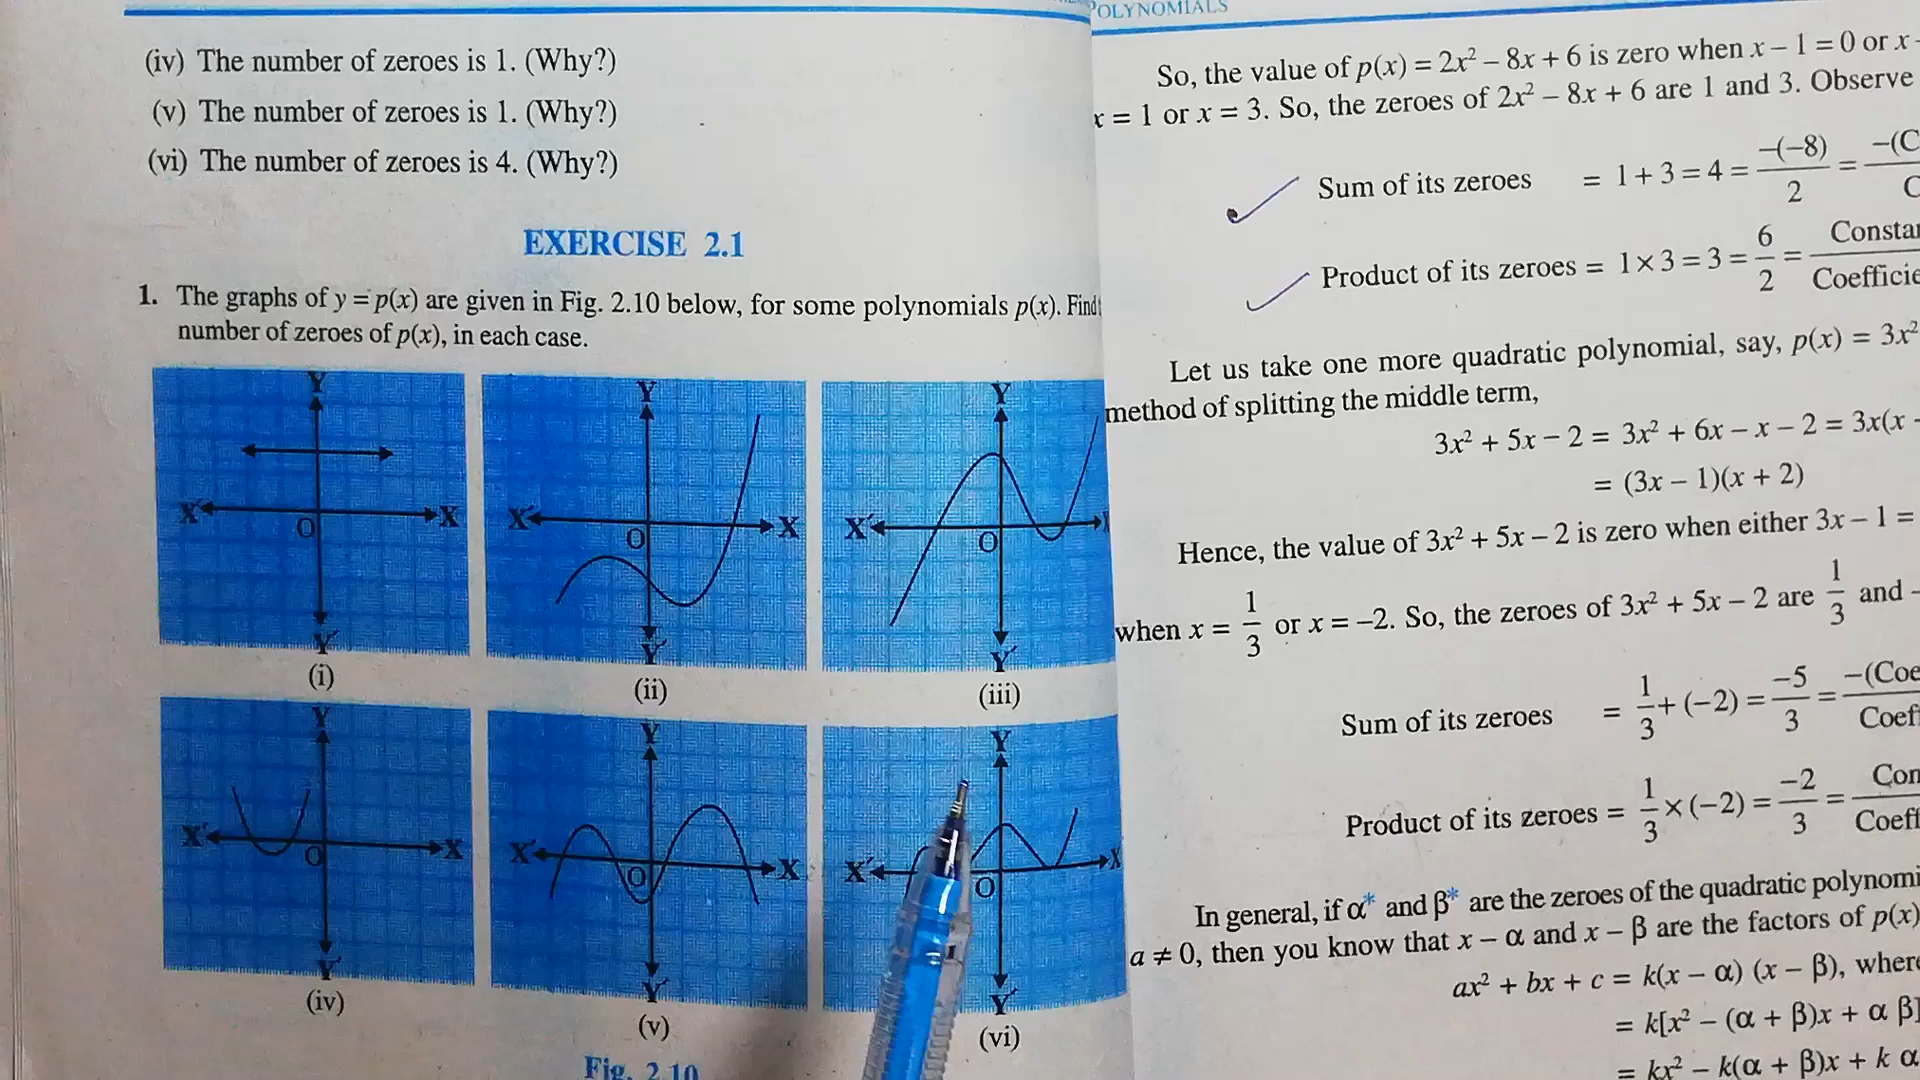 (iv) The number of zeroes is 1. (Why?)
(v) The number of zeroes is 1. (Why?)
(vi) The number of zeroes is 4. (Why?)
EXERCISE 2.1
1. The graphs of y = p(x) are given in Fig. 2.10 below, for some polynomials p(x). Find
number of zeroes of p(x), in each case.
Y
X′ O X
Y′
(i)
Y
X′ O X
Y′
(ii)
Y
X′ O
Y′
(iii)
Y
X′ O X
Y′
(iv)
Y
X′ O X
Y′
(v)
Y
X′ O X
Y′
(vi)
Fig. 2.10
POLYNOMIALS
So, the value of p(x) = 2x² – 8x + 6 is zero when x – 1 = 0 or x -
x = 1 or x = 3. So, the zeroes of 2x² – 8x + 6 are 1 and 3. Observe
Sum of its zeroes = 1 + 3 = 4 = –(–8)/2 = –(C
Product of its zeroes = 1 × 3 = 3 = 6/2 = Constan / Coefficie
Let us take one more quadratic polynomial, say, p(x) = 3x²
method of splitting the middle term,
3x² + 5x – 2 = 3x² + 6x – x – 2 = 3x(x -
= (3x – 1)(x + 2)
Hence, the value of 3x² + 5x – 2 is zero when either 3x – 1 =
when x = 1/3 or x = –2. So, the zeroes of 3x² + 5x – 2 are 1/3 and -
Sum of its zeroes = 1/3 + (–2) = –5/3 = –(Coe / Coef
Product of its zeroes = 1/3 × (–2) = –2/3 = Con / Coeff
In general, if α* and β* are the zeroes of the quadratic polynomi
a ≠ 0, then you know that x – α and x – β are the factors of p(x)
ax² + bx + c = k(x – α) (x – β), where
= k[x² – (α + β)x + α β]
= kx² – k(α + β)x + k α